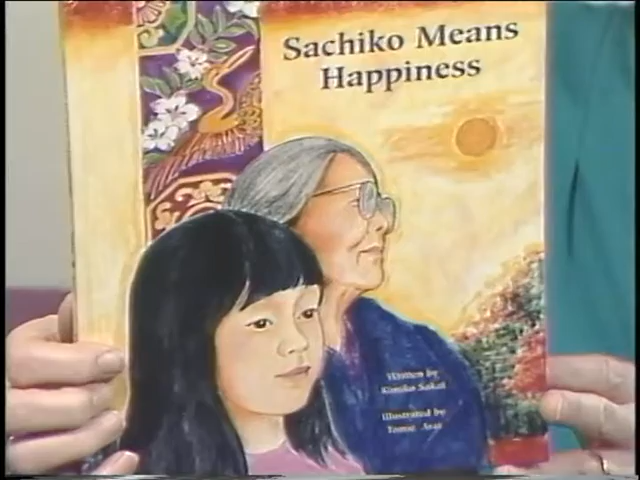 Sachiko Means
Happiness
Written by
Kimiko Sakai
Illustrated by
Tomie Arai